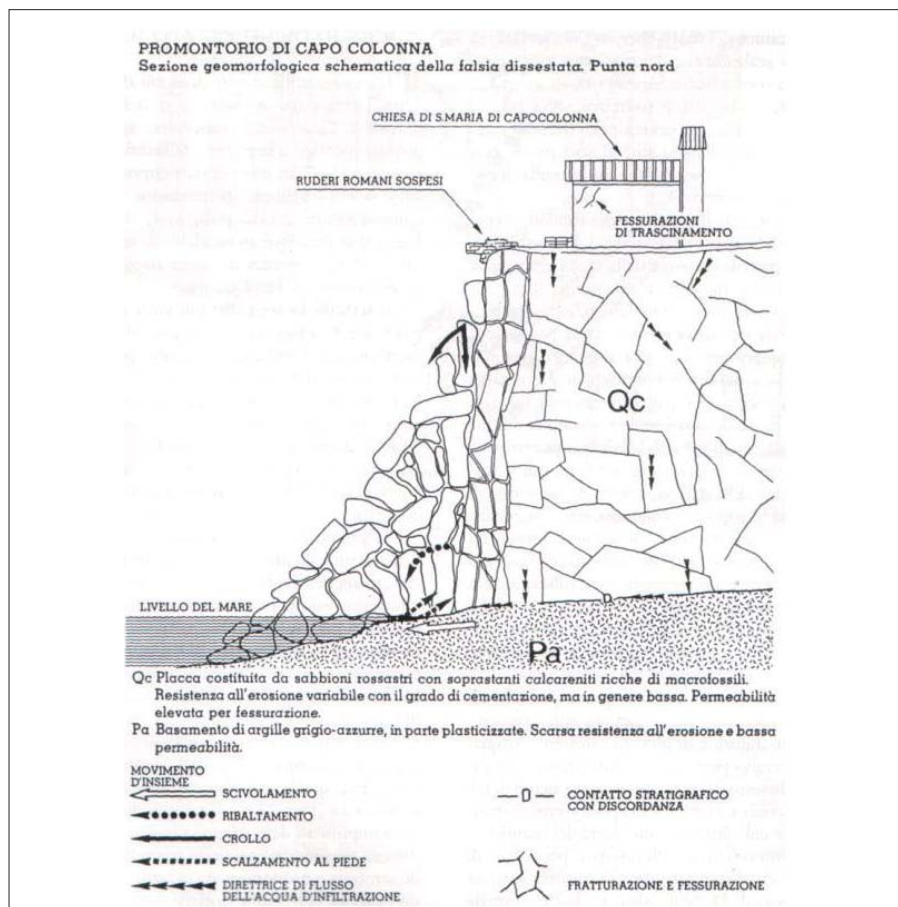 PROMONTORIO DI CAPO COLONNA
Sezione geomorfologica schematica della falsia dissestata. Punta nord.
CHIESA DI S.MARIA DI CAPOCOLONNA
RUDERI ROMANI SOSPESI
FESSURAZIONI
DI TRASCINAMENTO
Qc
LIVELLO DEL MARE
D
Pa
Qc Placca costituita da sabbioni rossastri con soprastanti calcareniti ricche di macrofossili.
Resistenza all'erosione variabile con il grado di cementazione, ma in genere bassa. Permeabilità
elevata per fessurazione.
Pa Basamento di argille grigio-azzurre, in parte plasticizzate. Scarsa resistenza all'erosione e bassa
permeabilità.
MOVIMENTO
D'INSIEME
SCIVOLAMENTO
RIBALTAMENTO
CROLLO
SCALZAMENTO AL PIEDE
DIRETTRICE DI FLUSSO
DELL'ACQUA D'INFILTRAZIONE
D CONTATTO STRATIGRAFICO
CON DISCORDANZA
FRATTURAZIONE E FESSURAZIONE